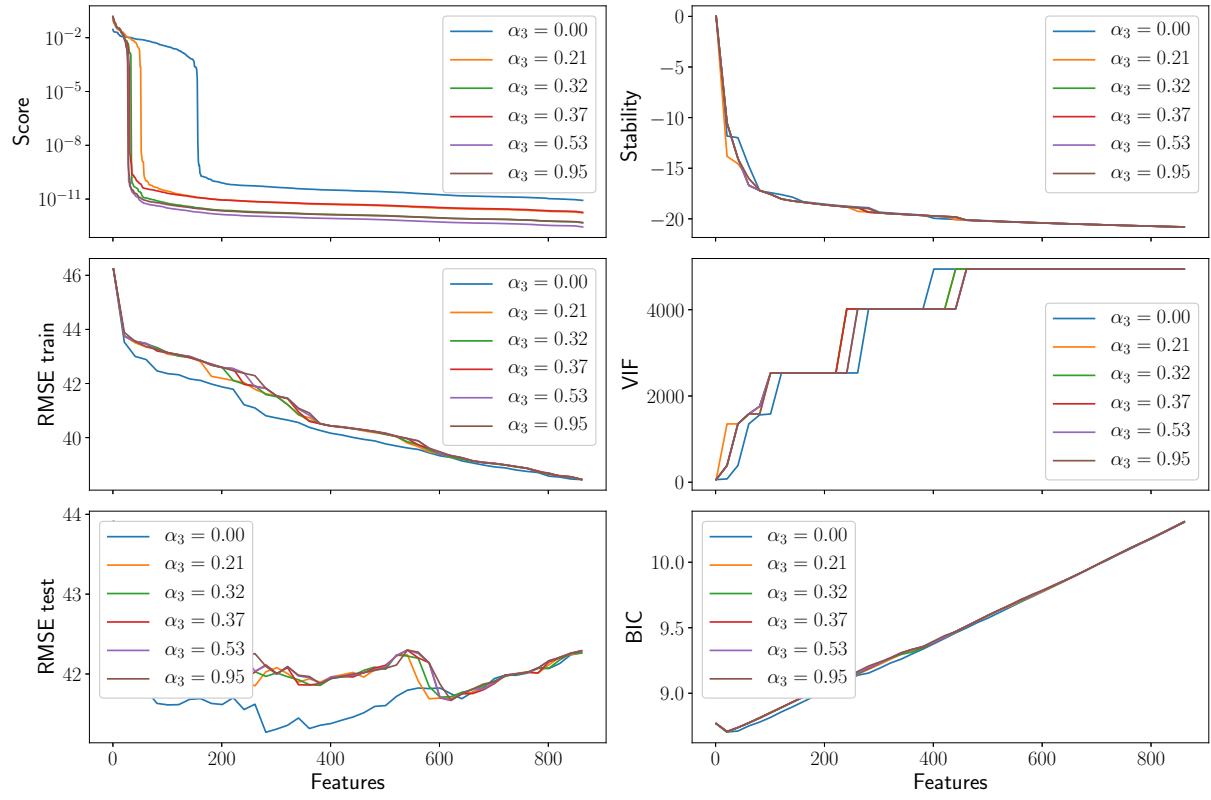 Score
10⁻²
10⁻⁵
10⁻⁸
10⁻¹¹
α₃ = 0.00
α₃ = 0.21
α₃ = 0.32
α₃ = 0.37
α₃ = 0.53
α₃ = 0.95
Stability
0
−5
−10
−15
−20
α₃ = 0.00
α₃ = 0.21
α₃ = 0.32
α₃ = 0.37
α₃ = 0.53
α₃ = 0.95
RMSE train
46
44
42
40
α₃ = 0.00
α₃ = 0.21
α₃ = 0.32
α₃ = 0.37
α₃ = 0.53
α₃ = 0.95
VIF
4000
2000
0
α₃ = 0.00
α₃ = 0.21
α₃ = 0.32
α₃ = 0.37
α₃ = 0.53
α₃ = 0.95
RMSE test
44
43
42
α₃ = 0.00
α₃ = 0.21
α₃ = 0.32
α₃ = 0.37
α₃ = 0.53
α₃ = 0.95
0 200 400 600 800
Features
BIC
10.0
9.5
9.0
α₃ = 0.00
α₃ = 0.21
α₃ = 0.32
α₃ = 0.37
α₃ = 0.53
α₃ = 0.95
0 200 400 600 800
Features